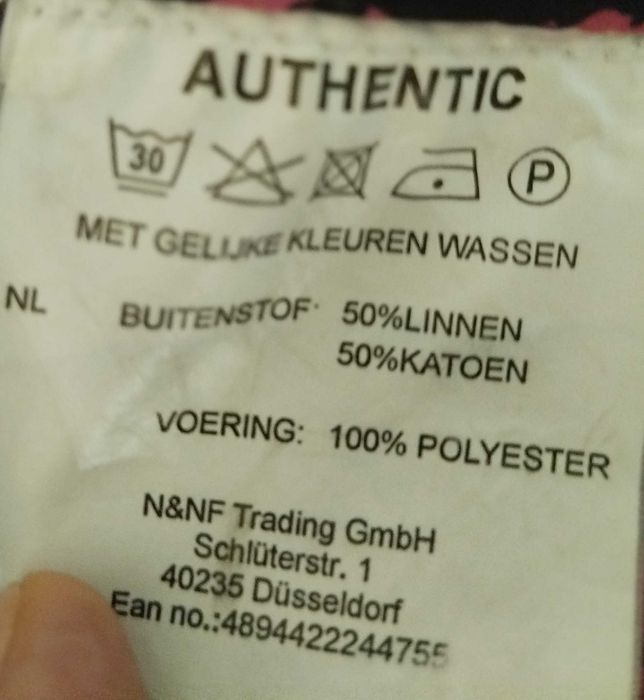 AUTHENTIC
30 P
MET GELIJKE KLEUREN WASSEN
NL BUITENSTOF: 50%LINNEN
50%KATOEN
VOERING: 100% POLYESTER
N&NF Trading GmbH
Schlüterstr. 1
40235 Düsseldorf
Ean no.:4894422244755